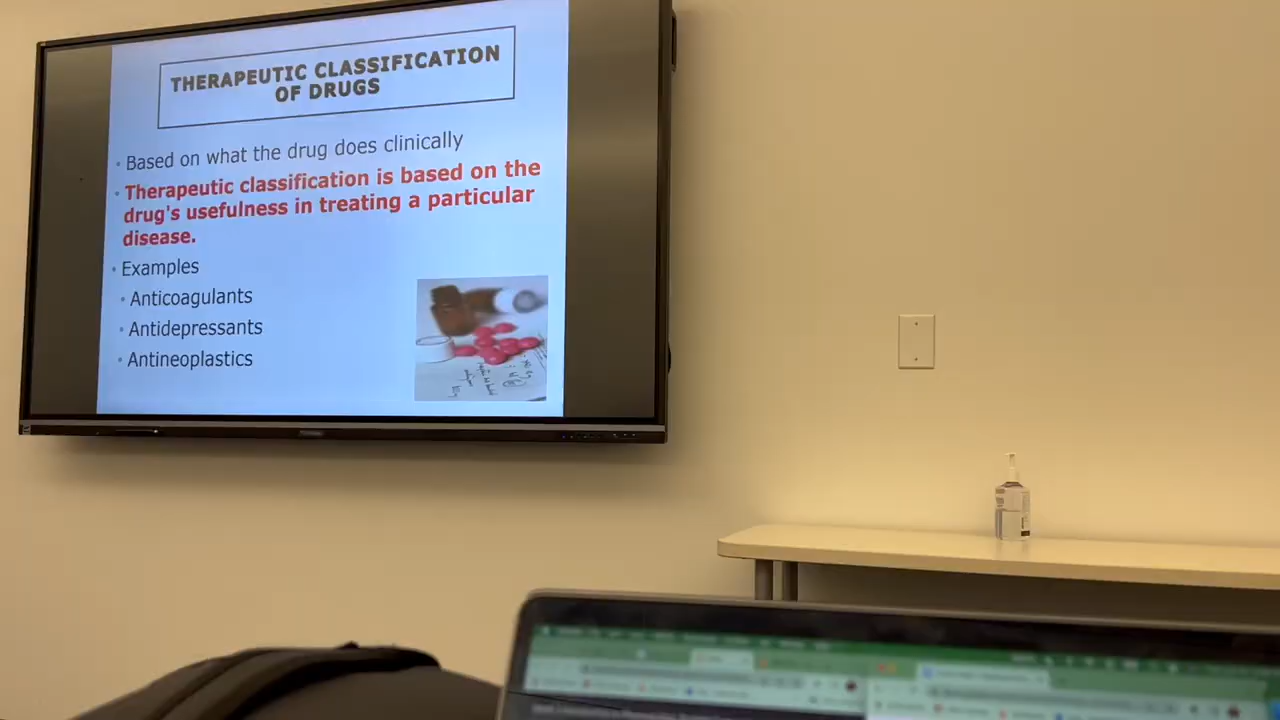 THERAPEUTIC CLASSIFICATION
OF DRUGS
• Based on what the drug does clinically
• Therapeutic classification is based on the
drug's usefulness in treating a particular
disease.
• Examples
• Anticoagulants
• Antidepressants
• Antineoplastics